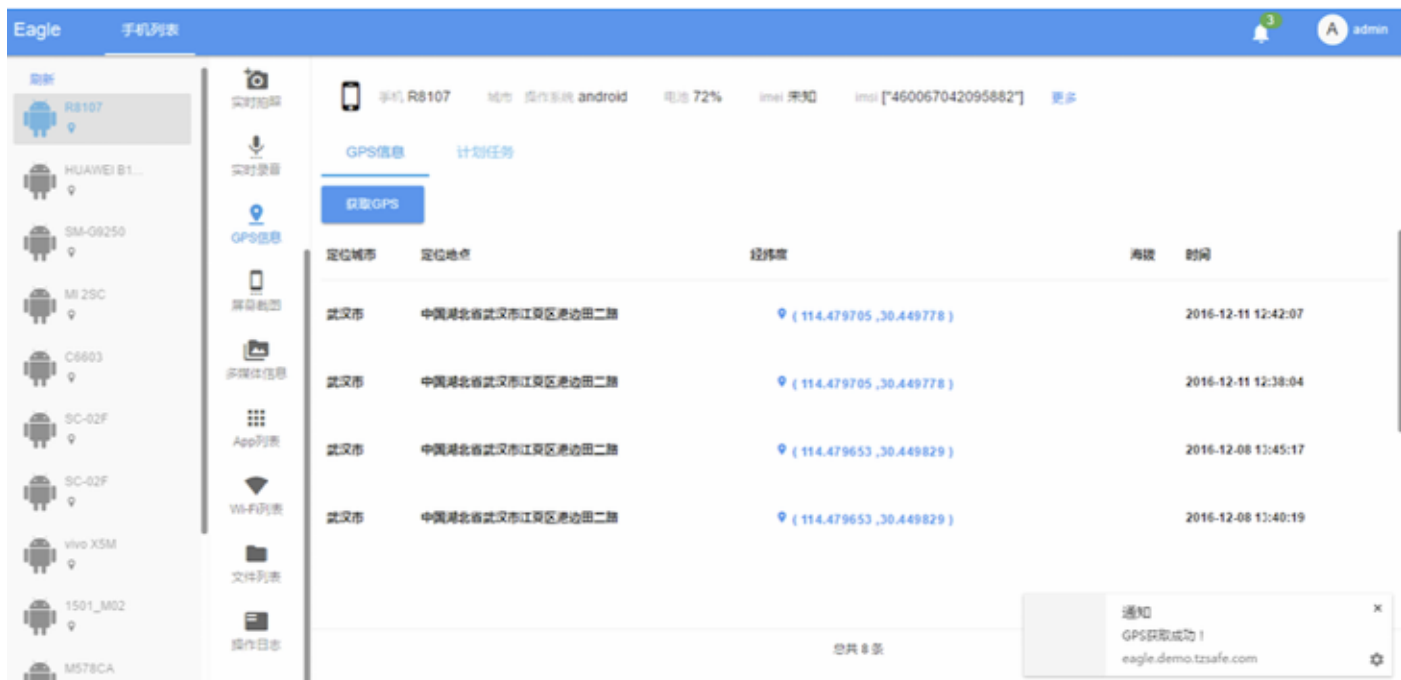 Eagle 手机列表 3 A admin
刷新
R8107
HUAWEI B1...
SM-G9250
MI 2SC
C6603
SC-02F
SC-02F
vivo X5M
1501_M02
M578CA
实时拍照
实时录音
GPS信息
屏幕截图
多媒体信息
App列表
Wi-Fi列表
文件列表
操作日志
手机 R8107 城市 操作系统 android 电池 72% imei 未知 imsi ["460067042095882"] 更多
GPS信息 计划任务
获取GPS
定位城市 定位地点 经纬度 海拔 时间
武汉市 中国湖北省武汉市江夏区港边田二路 ( 114.479705 ,30.449778 ) 2016-12-11 12:42:07
武汉市 中国湖北省武汉市江夏区港边田二路 ( 114.479705 ,30.449778 ) 2016-12-11 12:38:04
武汉市 中国湖北省武汉市江夏区港边田二路 ( 114.479653 ,30.449829 ) 2016-12-08 13:45:17
武汉市 中国湖北省武汉市江夏区港边田二路 ( 114.479653 ,30.449829 ) 2016-12-08 13:40:19
总共 8 条
通知 ×
GPS获取成功！
eagle.demo.tzsafe.com